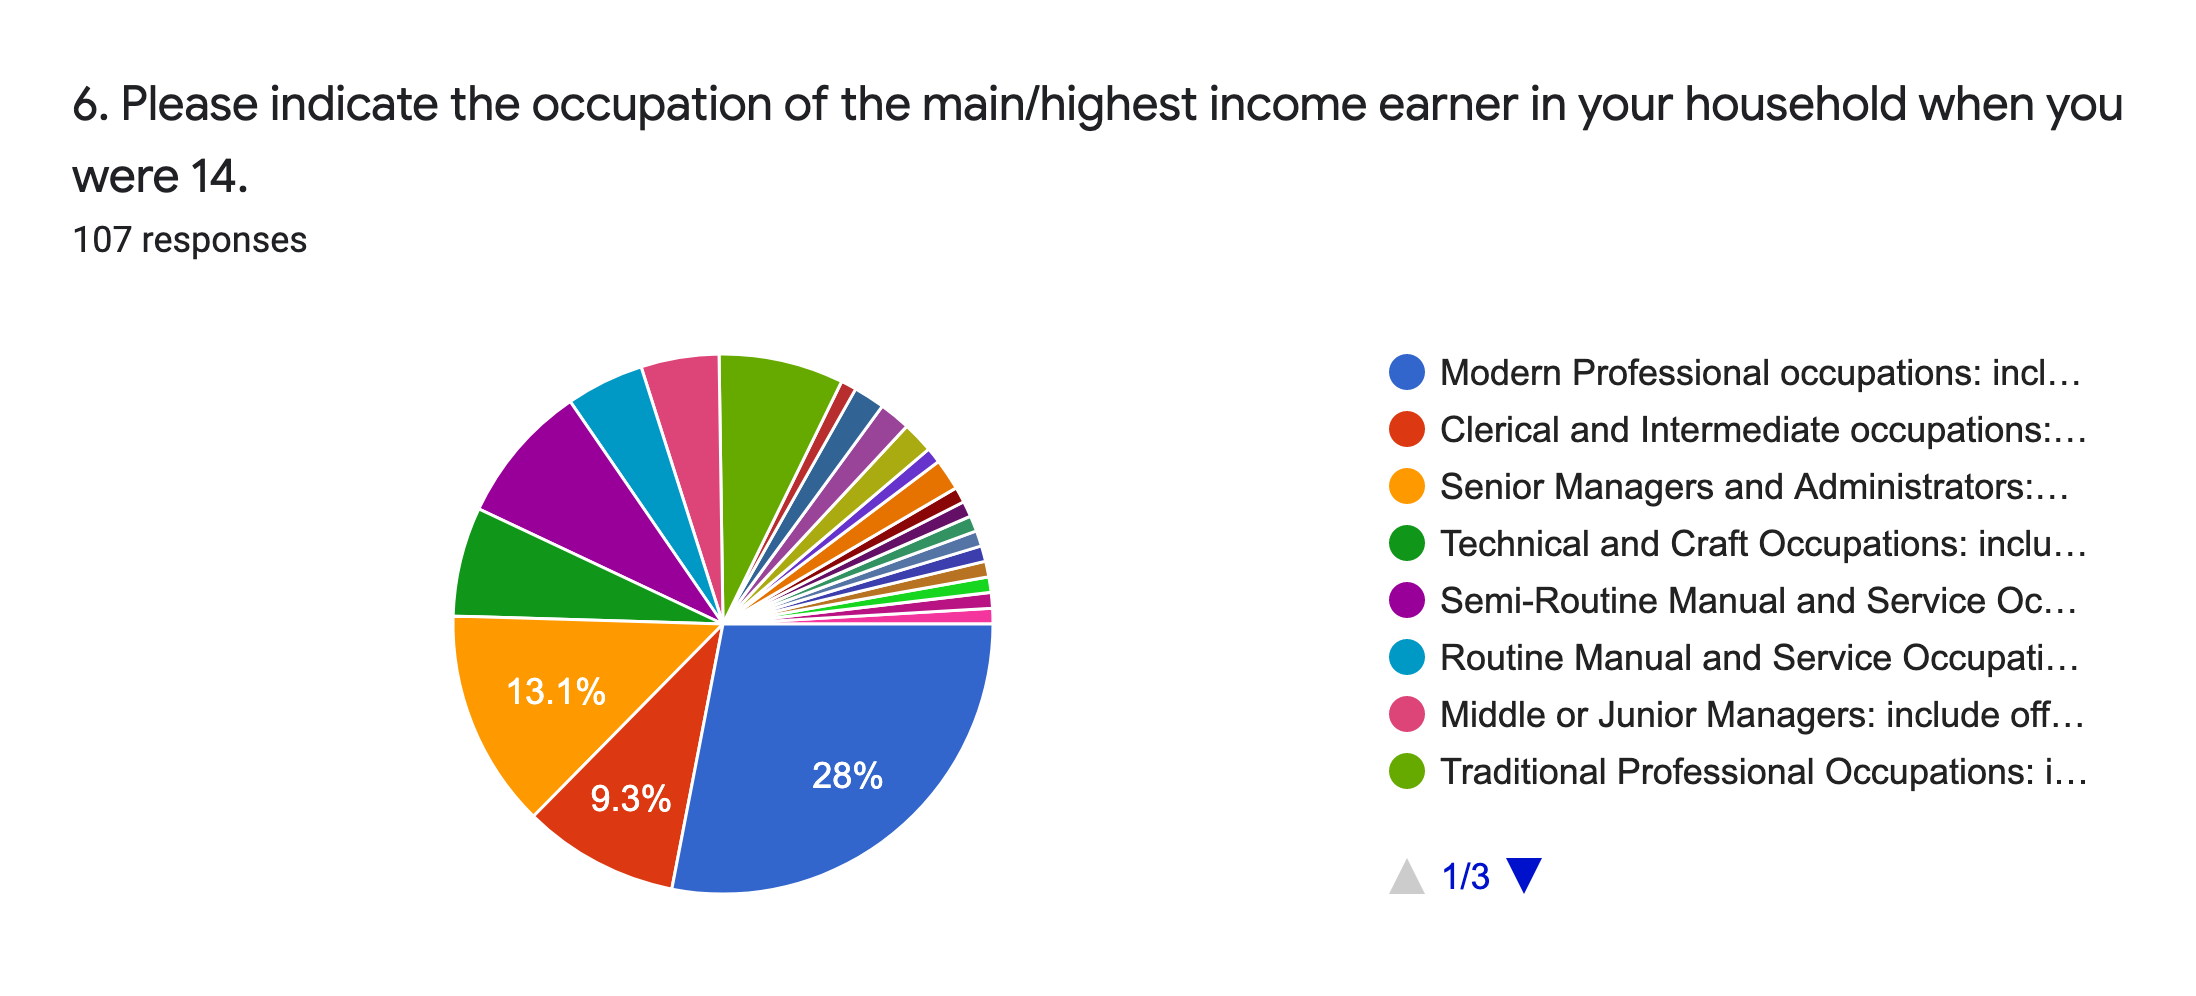 6. Please indicate the occupation of the main/highest income earner in your household when you
were 14.
107 responses
13.1%
9.3%
28%
Modern Professional occupations: incl…
Clerical and Intermediate occupations:…
Senior Managers and Administrators:…
Technical and Craft Occupations: inclu…
Semi-Routine Manual and Service Oc…
Routine Manual and Service Occupati…
Middle or Junior Managers: include off…
Traditional Professional Occupations: i…
1/3